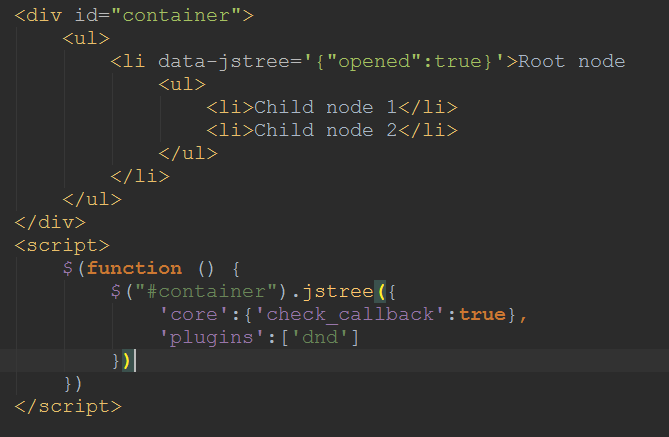 <div id="container">
    <ul>
        <li data-jstree='{"opened":true}'>Root node
            <ul>
                <li>Child node 1</li>
                <li>Child node 2</li>
            </ul>
        </li>
    </ul>
</div>
<script>
    $(function () {
        $("#container").jstree({
            'core':{'check_callback':true},
            'plugins':['dnd']
        })
    })
</script>